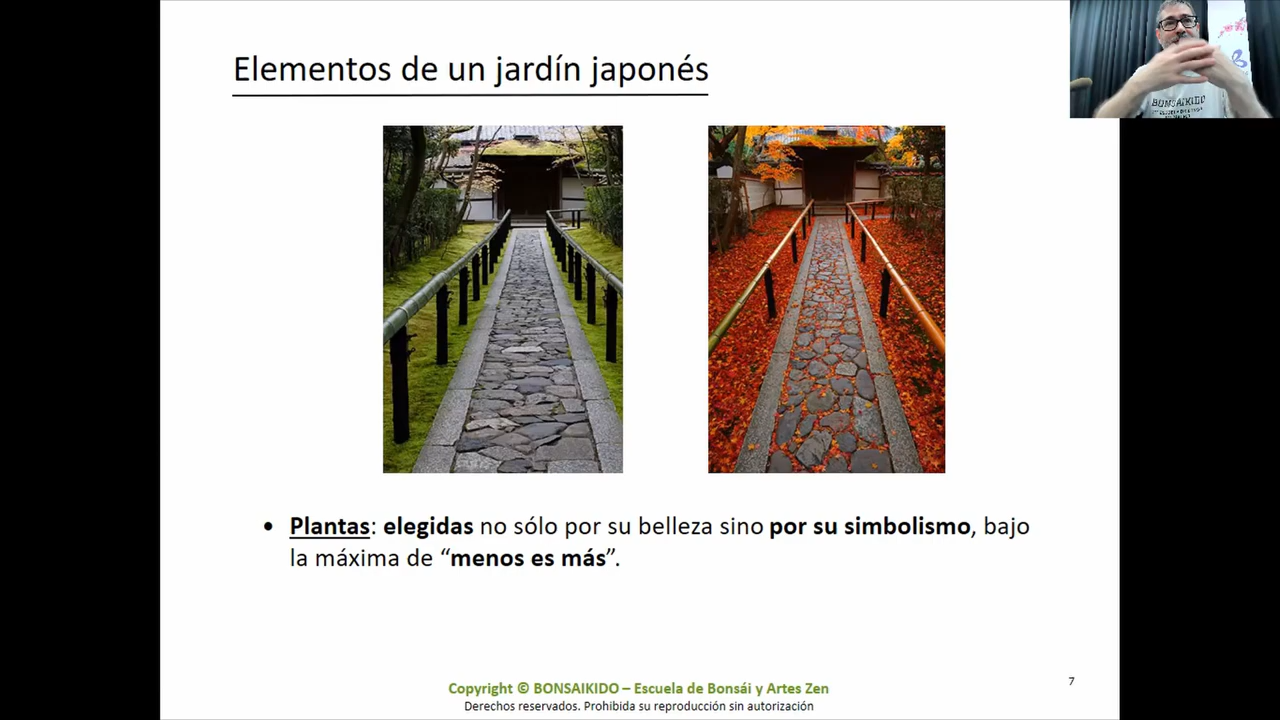 Elementos de un jardín japonés
BONSAIKIDO
• Plantas: elegidas no sólo por su belleza sino por su simbolismo, bajo
la máxima de “menos es más”.
7
Copyright © BONSAIKIDO – Escuela de Bonsái y Artes Zen
Derechos reservados. Prohibida su reproducción sin autorización